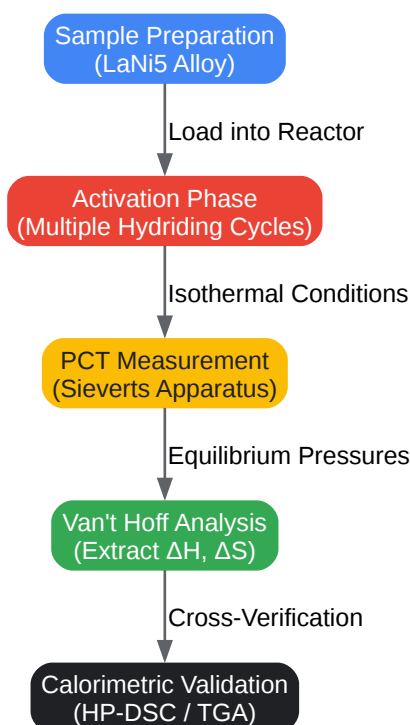 Sample Preparation
(LaNi5 Alloy)
Load into Reactor
Activation Phase
(Multiple Hydriding Cycles)
Isothermal Conditions
PCT Measurement
(Sieverts Apparatus)
Equilibrium Pressures
Van't Hoff Analysis
(Extract ΔH, ΔS)
Cross-Verification
Calorimetric Validation
(HP-DSC / TGA)